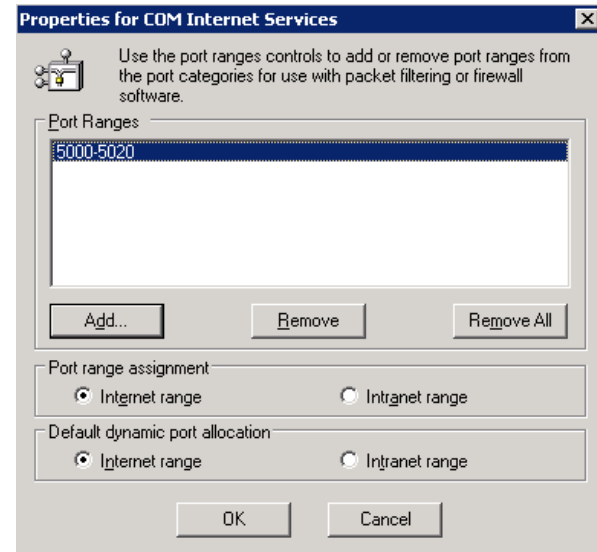 Properties for COM Internet Services
Use the port ranges controls to add or remove port ranges from
the port categories for use with packet filtering or firewall
software.
Port Ranges
5000-5020
Add...
Remove
Remove All
Port range assignment
Internet range
Intranet range
Default dynamic port allocation
Internet range
Intranet range
OK
Cancel